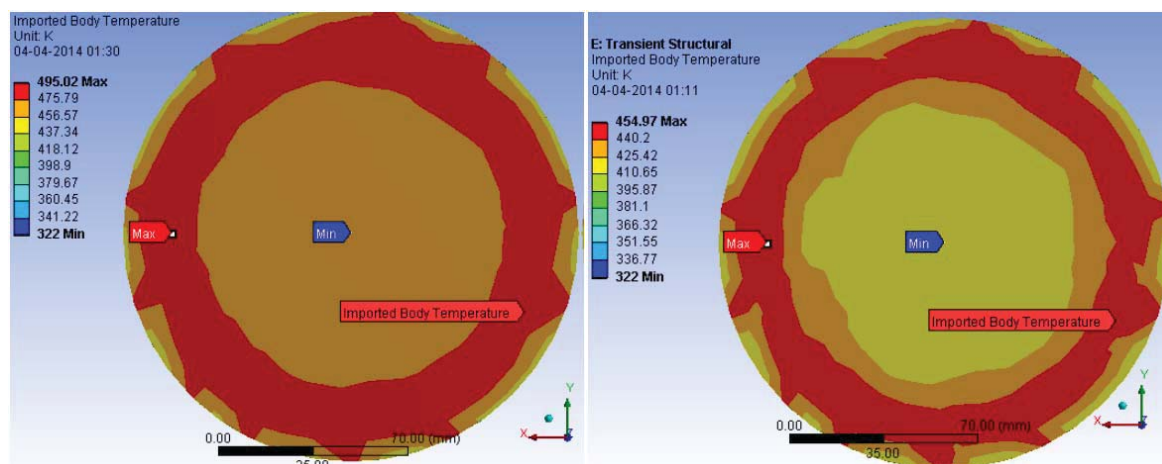 Imported Body Temperature
Unit: K
04-04-2014 01:30
495.02 Max
475.79
456.57
437.34
418.12
398.9
379.67
360.45
341.22
322 Min
Max
Min
Imported Body Temperature
0.00
70.00 (mm)
35.00
Y
X
Z
E: Transient Structural
Imported Body Temperature
Unit: K
04-04-2014 01:11
454.97 Max
440.2
425.42
410.65
395.87
381.1
366.32
351.55
336.77
322 Min
Max
Min
Imported Body Temperature
0.00
70.00 (mm)
35.00
Y
X
Z